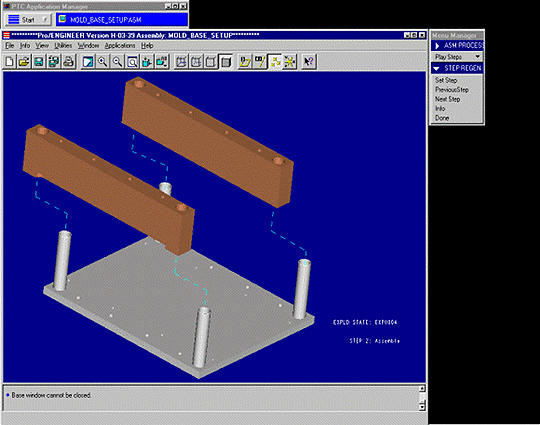 PTC Application Manager
Start
MOLD_BASE_SETUP.ASM
**********Pro/ENGINEER Version H-03-39 Assembly: MOLD_BASE_SETUP**********
File Info View Utilities Window Applications Help
Menu Manager
ASM PROCESS
Play Steps
STEP REGEN
Set Step
PreviousStep
Next Step
Info
Done
EXPLD STATE: EXP0004
STEP 2: Assemble
Base window cannot be closed.